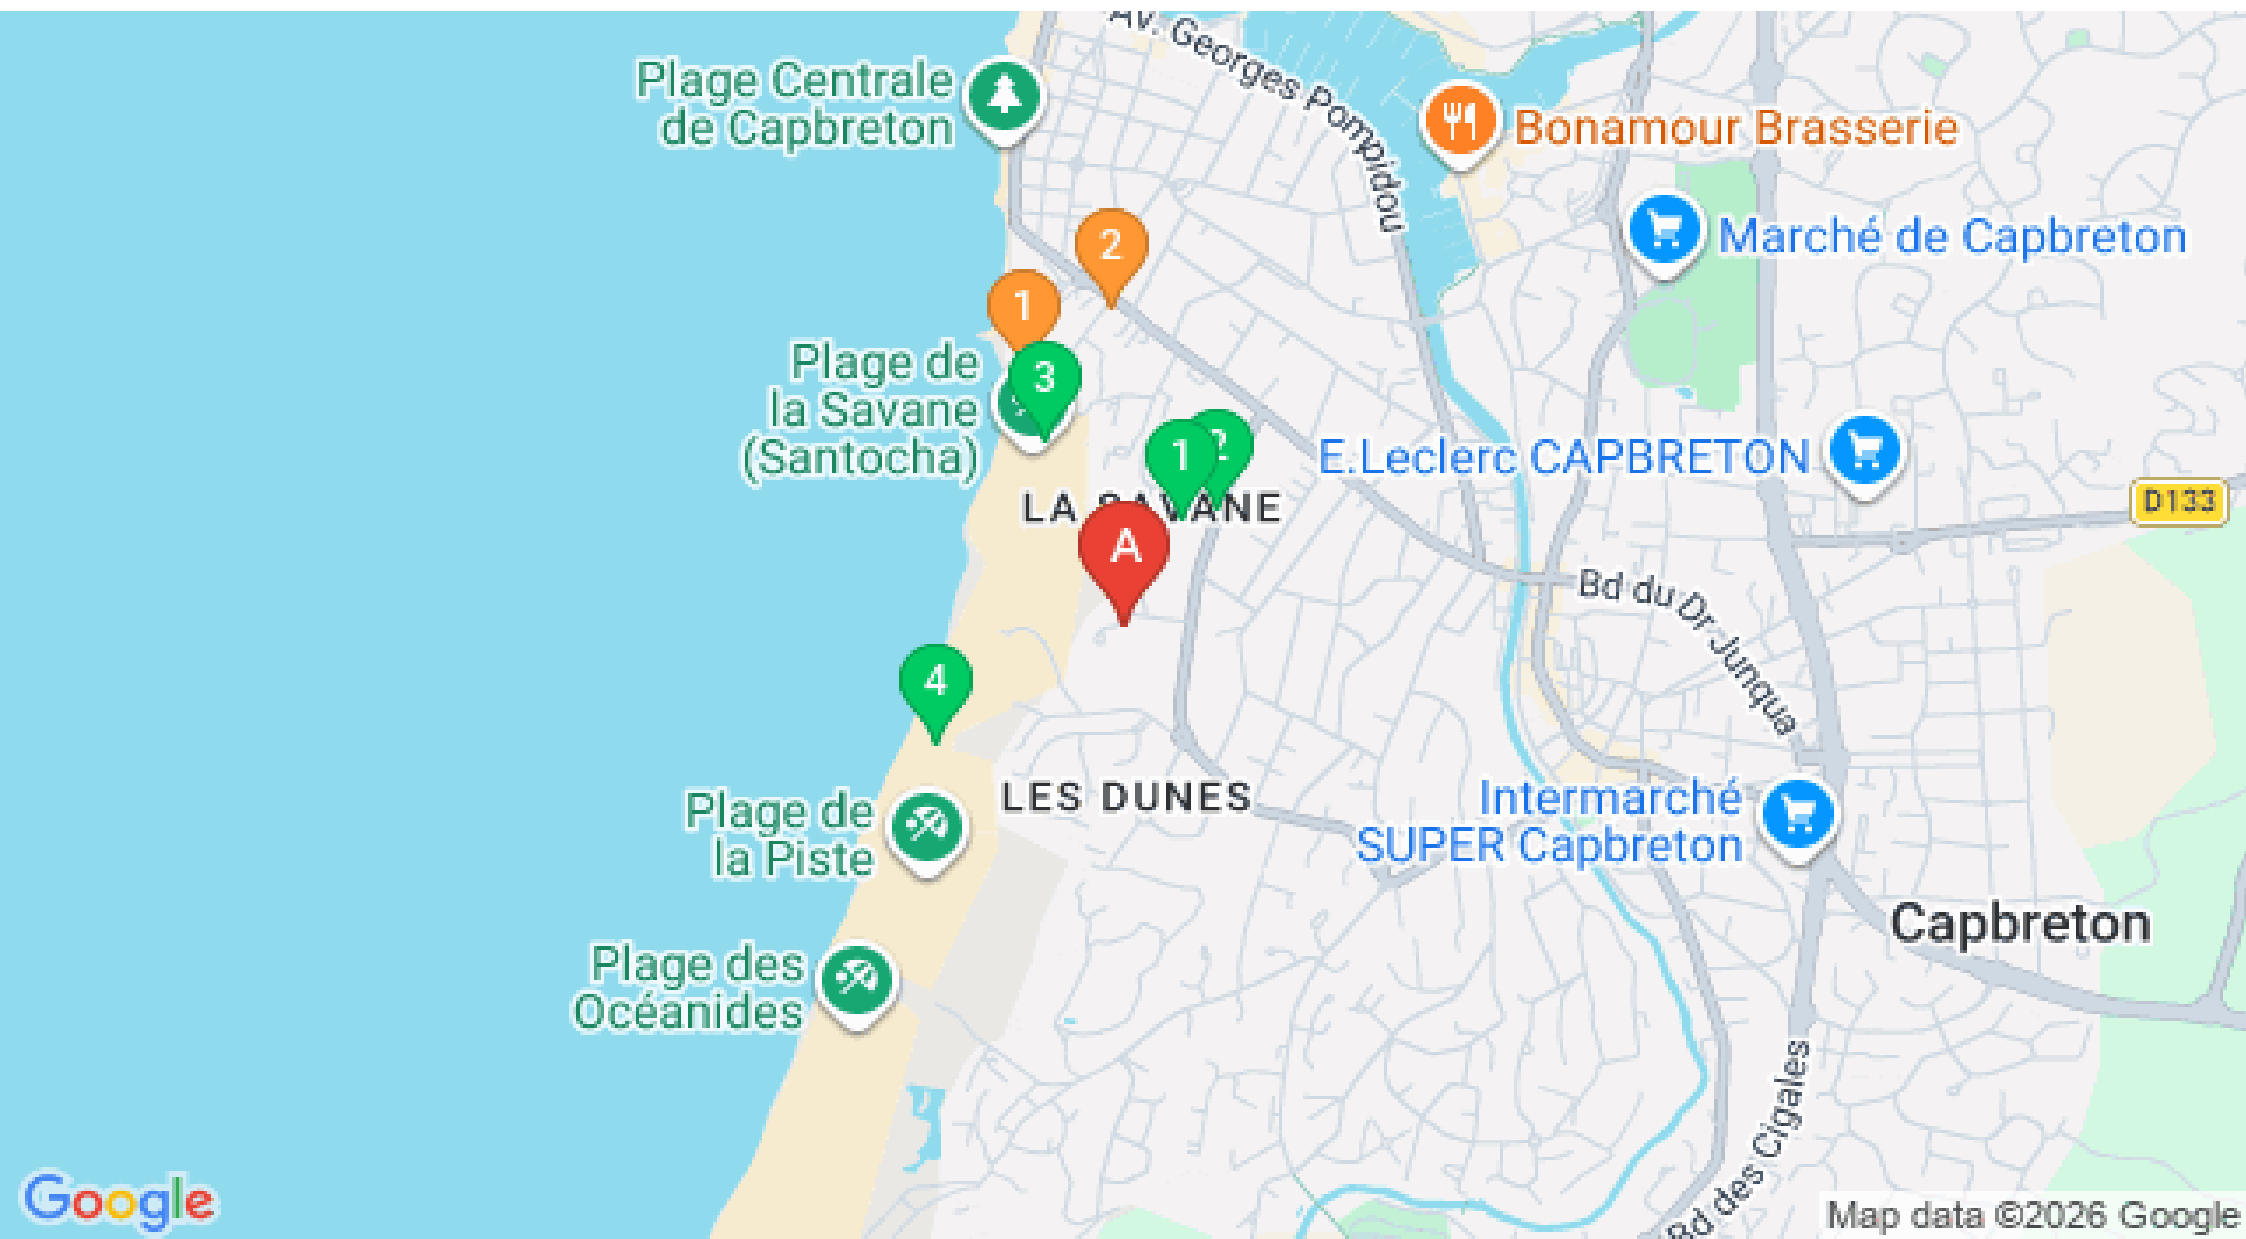 Av. Georges Pompidou
Plage Centrale
de Capbreton
Bonamour Brasserie
Marché de Capbreton
2
1
Plage de
la Savane
(Santocha)
3
1
2
E.Leclerc CAPBRETON
D133
LA SAVANE
A
Bd du Dr Junqua
4
LES DUNES
Plage de
la Piste
Intermarché
SUPER Capbreton
Capbreton
Plage des
Océanides
Bd des Cigales
Google
Map data ©2026 Google